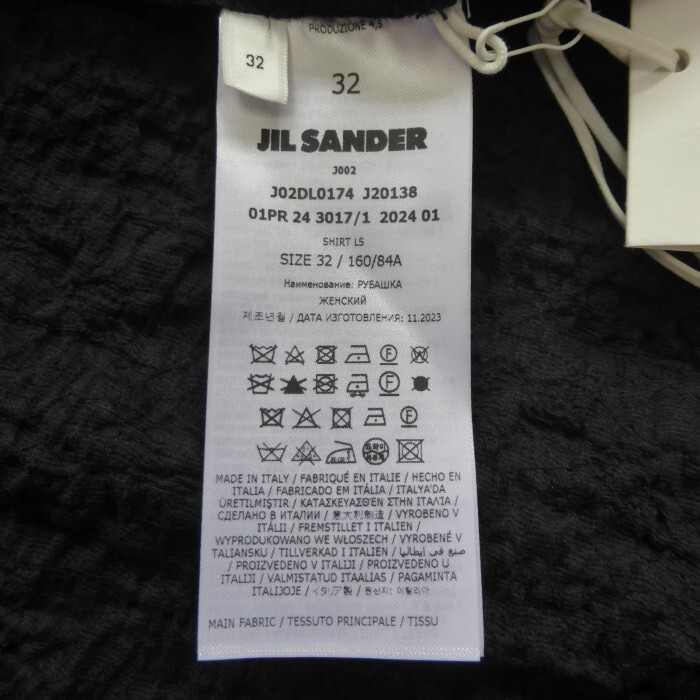 PRODUZIONE 4,3
32
32
JIL SANDER
J002
J02DL0174 J20138
01PR 24 3017/1 2024 01
SHIRT LS
SIZE 32 / 160/84A
Наименование: РУБАШКА
ЖЕНСКИЙ
제조년월 / ДАТА ИЗГОТОВЛЕНИЯ: 11.2023
MADE IN ITALY / FABRIQUÉ EN ITALIE / HECHO EN
ITALIA / FABRICADO EM ITÁLIA / ITALYA'DA
ÜRETILMIŞTIR / ΚΑΤΑΣΚΕΥΑΣΘΕΝ ΣΤΗΝ ΙΤΑΛΙΑ /
СДЕЛАНО В ИТАЛИИ / 意大利制造 / VYROBENO V
ITÁLII / FREMSTILLET I ITALIEN /
WYPRODUKOWANO WE WŁOSZECH / VYROBENÉ V
TALIANSKU / TILLVERKAD I ITALIEN / صنع في إيطاليا
/ PROIZVEDENO V ITALIJI / PROIZVEDENO U
ITALIJI / VALMISTATUD ITAALIAS / PAGAMINTA
ITALIJOJE / イタリア製 / 원산지: 이탈리아
MAIN FABRIC / TESSUTO PRINCIPALE / TISSU